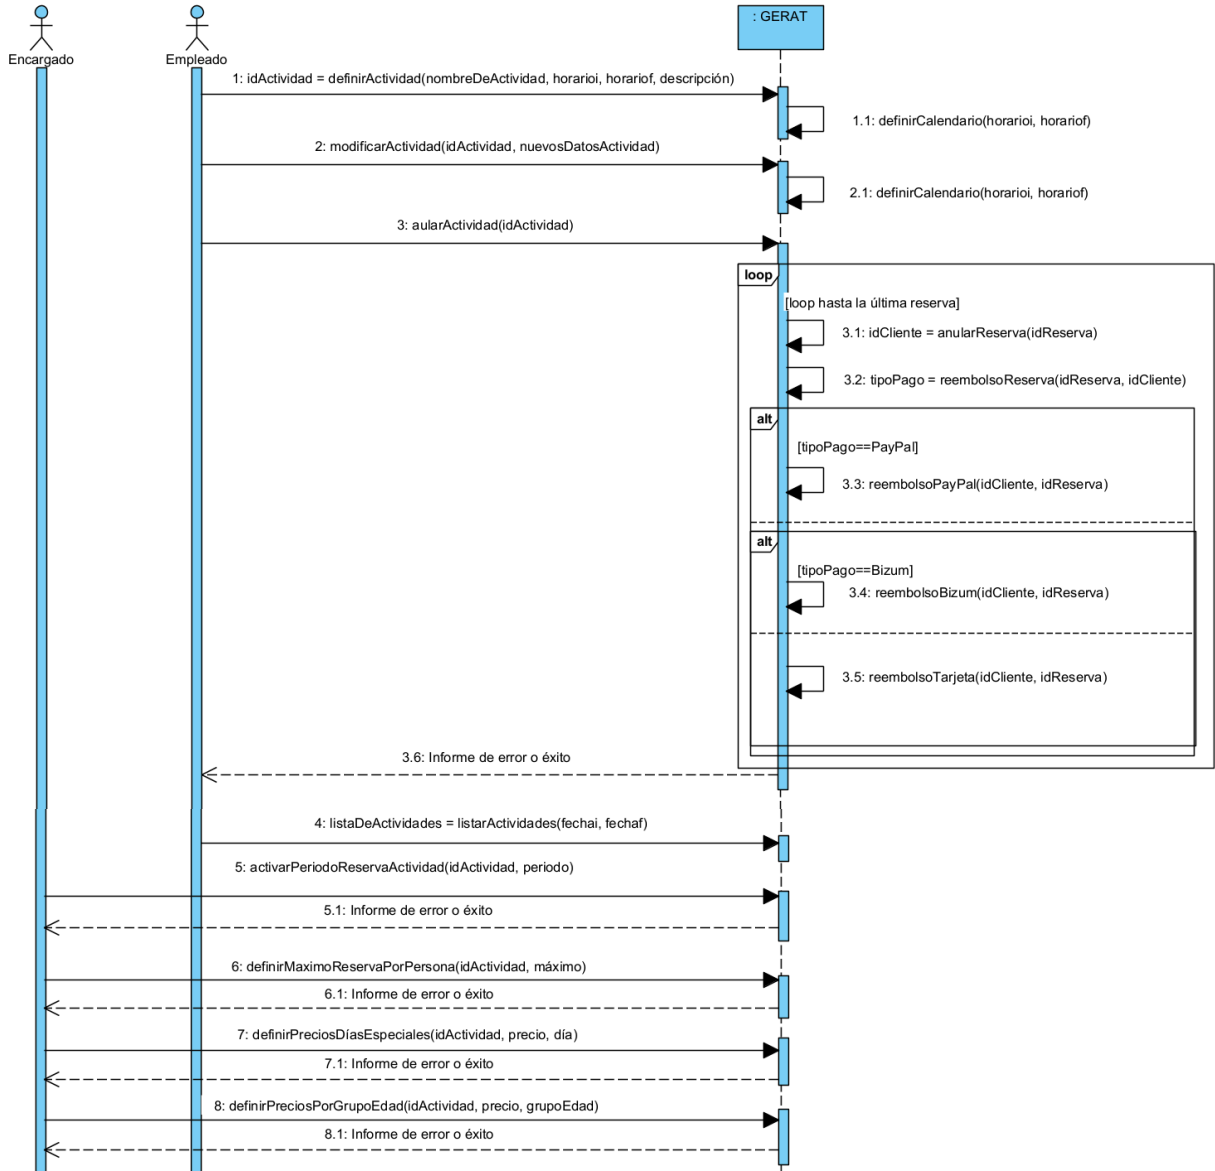 Encargado
Empleado
: GERAT
1: idActividad = definirActividad(nombreDeActividad, horarioi, horariof, descripción)
1.1: definirCalendario(horarioi, horariof)
2: modificarActividad(idActividad, nuevosDatosActividad)
2.1: definirCalendario(horarioi, horariof)
3: aularActividad(idActividad)
loop
[loop hasta la última reserva]
3.1: idCliente = anularReserva(idReserva)
3.2: tipoPago = reembolsoReserva(idReserva, idCliente)
alt
[tipoPago==PayPal]
3.3: reembolsoPayPal(idCliente, idReserva)
alt
[tipoPago==Bizum]
3.4: reembolsoBizum(idCliente, idReserva)
3.5: reembolsoTarjeta(idCliente, idReserva)
3.6: Informe de error o éxito
4: listaDeActividades = listarActividades(fechai, fechaf)
5: activarPeriodoReservaActividad(idActividad, periodo)
5.1: Informe de error o éxito
6: definirMaximoReservaPorPersona(idActividad, máximo)
6.1: Informe de error o éxito
7: definirPreciosDíasEspeciales(idActividad, precio, día)
7.1: Informe de error o éxito
8: definirPreciosPorGrupoEdad(idActividad, precio, grupoEdad)
8.1: Informe de error o éxito